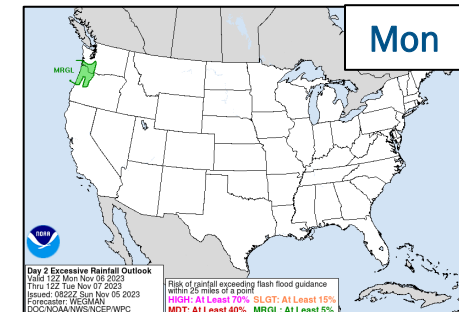 Mon
MRGL
NOAA
Day 2 Excessive Rainfall Outlook
Valid 12Z Mon Nov 06 2023
Thru 12Z Tue Nov 07 2023
Issued: 0822Z Sun Nov 05 2023
Forecaster: WEGMAN
DOC/NOAA/NWS/NCEP/WPC
Risk of rainfall exceeding flash flood guidance
within 25 miles of a point
HIGH: At Least 70% SLGT: At Least 15%
MDT: At Least 40% MRGL: At Least 5%